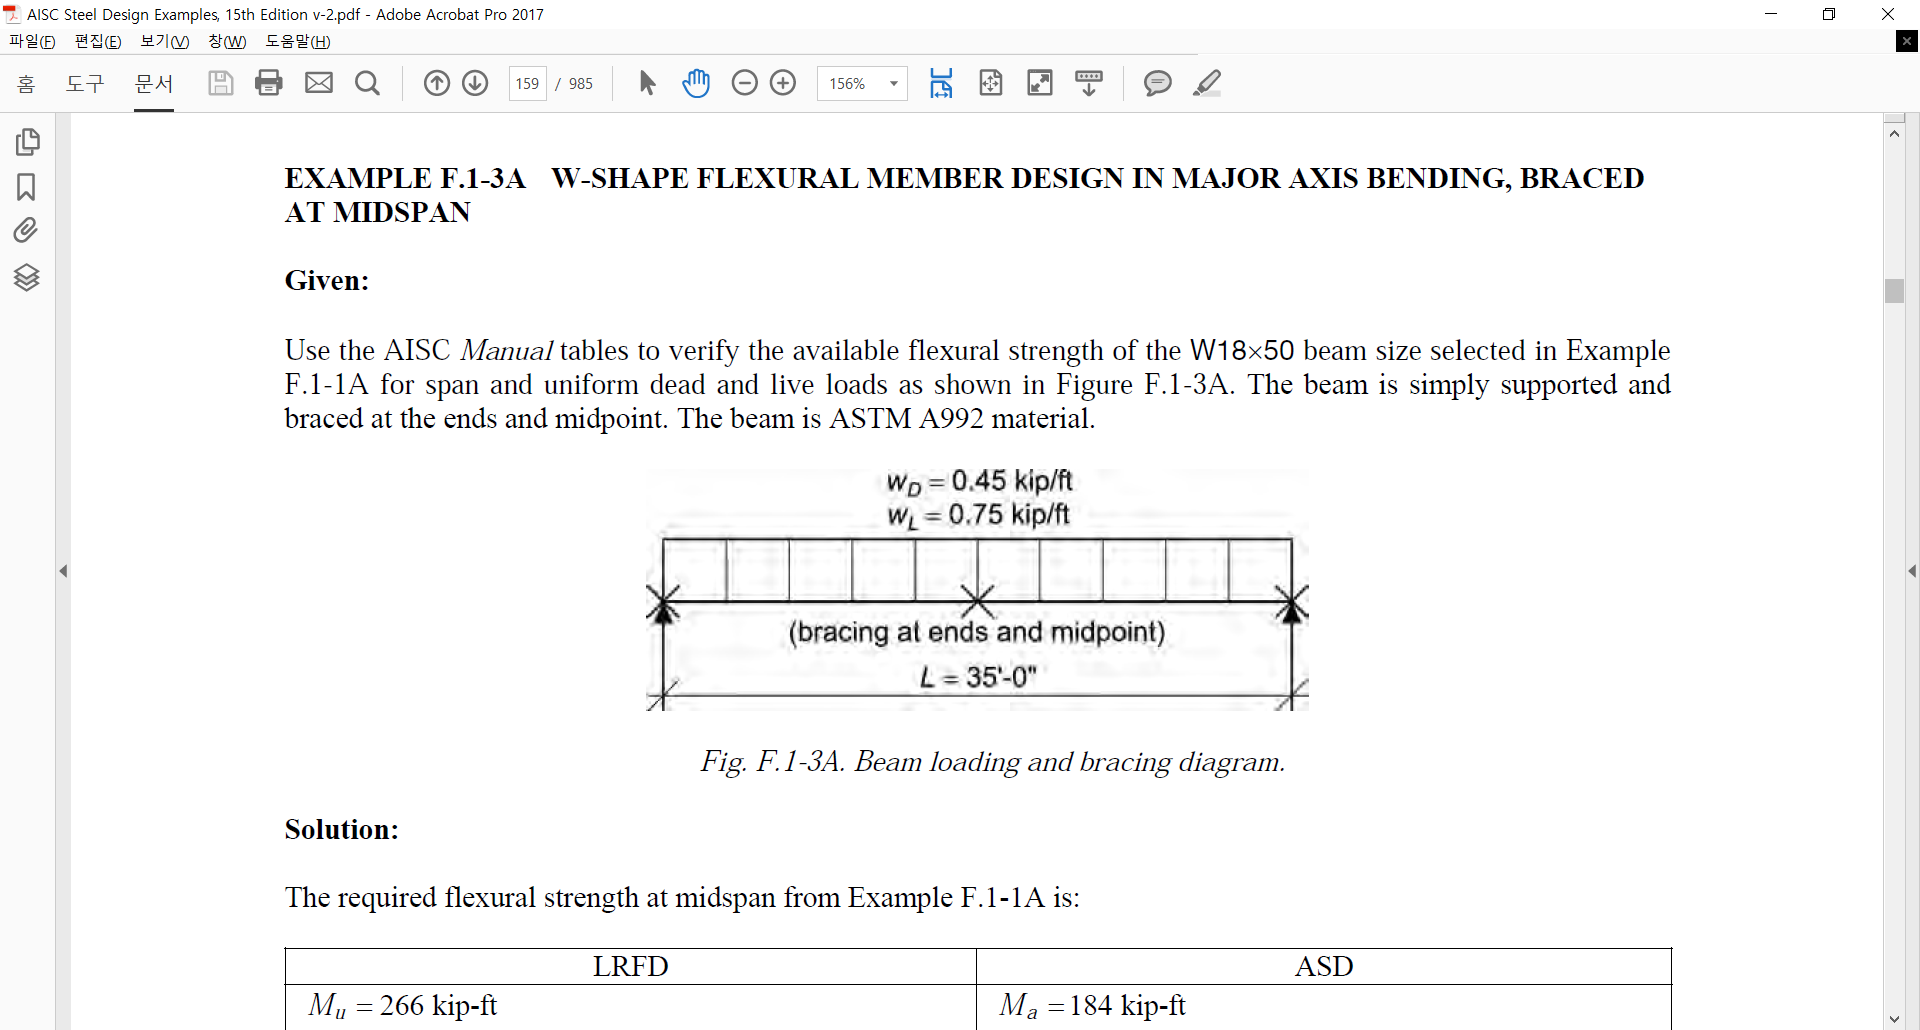 AISC Steel Design Examples, 15th Edition v-2.pdf - Adobe Acrobat Pro 2017
파일(F) 편집(E) 보기(V) 창(W) 도움말(H)
홈 도구 문서 159 / 985 156%
EXAMPLE F.1-3A W-SHAPE FLEXURAL MEMBER DESIGN IN MAJOR AXIS BENDING, BRACED
AT MIDSPAN
Given:
Use the AISC Manual tables to verify the available flexural strength of the W18×50 beam size selected in Example
F.1-1A for span and uniform dead and live loads as shown in Figure F.1-3A. The beam is simply supported and
braced at the ends and midpoint. The beam is ASTM A992 material.
wD = 0.45 kip/ft
wL = 0.75 kip/ft
(bracing at ends and midpoint)
L = 35'-0"
Fig. F.1-3A. Beam loading and bracing diagram.
Solution:
The required flexural strength at midspan from Example F.1-1A is:
LRFD ASD
Mu = 266 kip-ft Ma =184 kip-ft